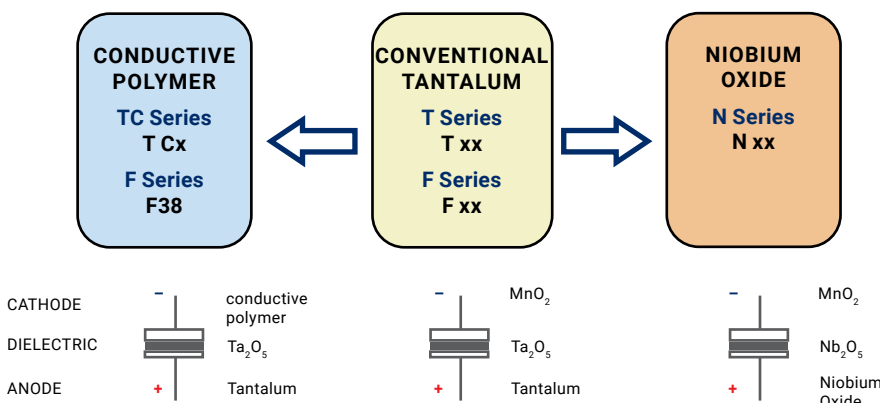 CONDUCTIVE
POLYMER
TC Series
T Cx
F Series
F38
CONVENTIONAL
TANTALUM
T Series
T xx
F Series
F xx
NIOBIUM
OXIDE
N Series
N xx
CATHODE
–
conductive
polymer
–
MnO₂
–
MnO₂
DIELECTRIC
Ta₂O₅
Ta₂O₅
Nb₂O₅
ANODE
+
Tantalum
+
Tantalum
+
Niobium
Oxide